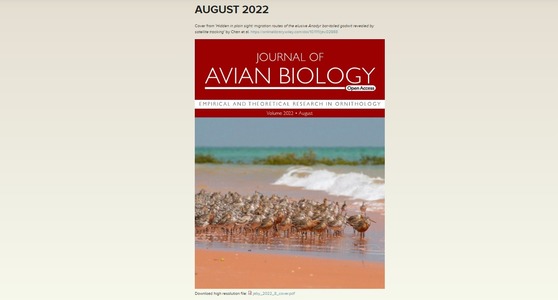 AUGUST 2022
Cover from 'Hidden in plain sight: migration routes of the elusive Anadyr bar-tailed godwit revealed by
satellite tracking' by Chan et al.
JOURNAL OF
AVIAN BIOLOGY
Open Access
EMPIRICAL AND THEORETICAL RESEARCH IN ORNITHOLOGY
Volume 2022 • August
Download high resolution file: jaby_2022_8_cover.pdf